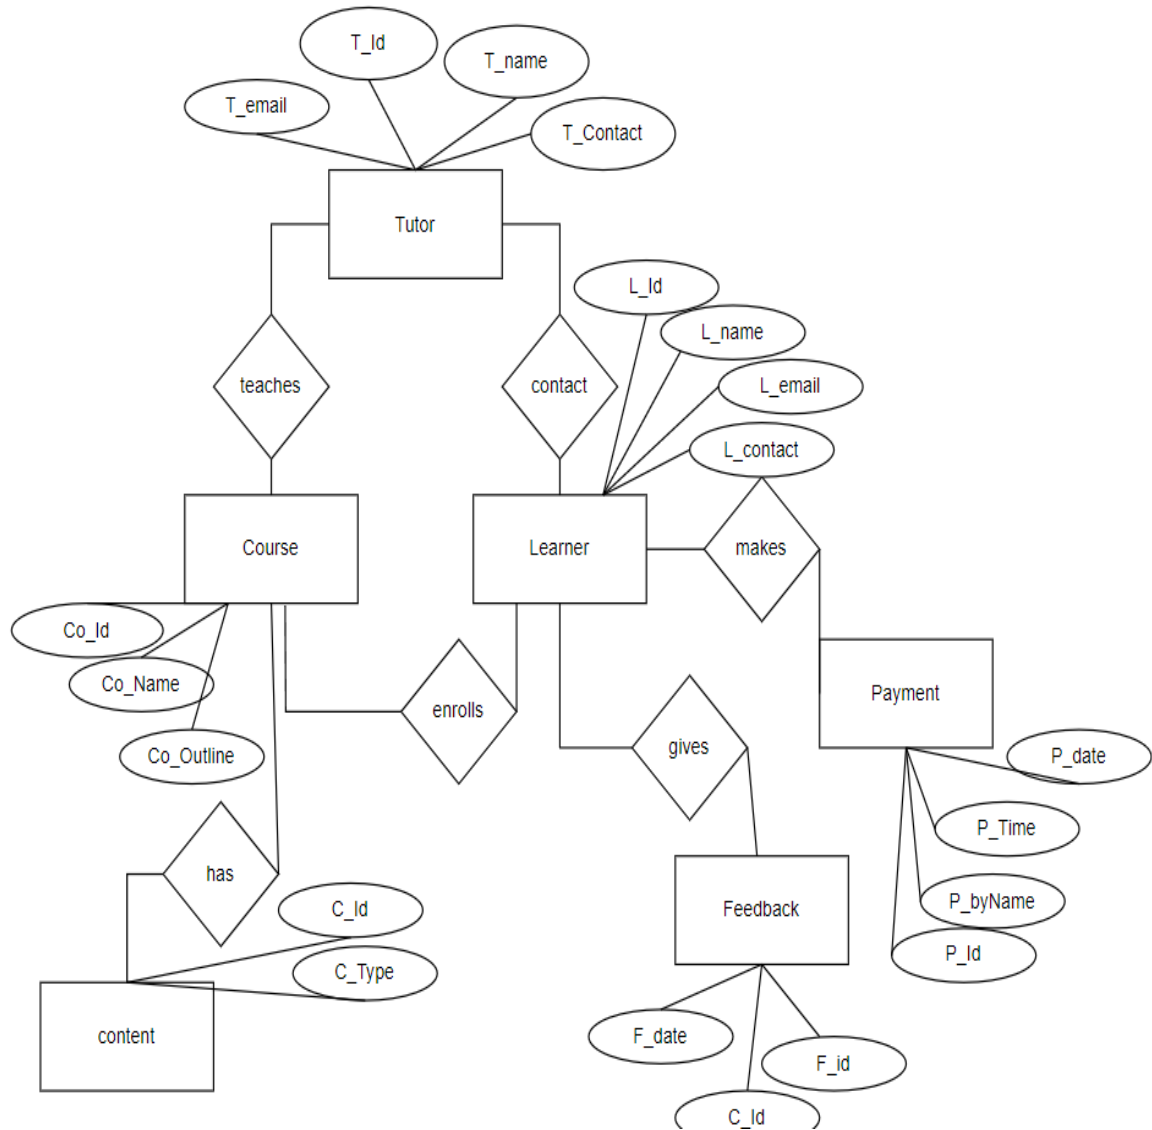 T_Id
T_name
T_email
T_Contact
Tutor
L_Id
L_name
teaches
contact
L_email
L_contact
Course
Learner
makes
Co_Id
Co_Name
Payment
enrolls
gives
Co_Outline
P_date
P_Time
has
P_byName
C_Id
Feedback
P_Id
C_Type
content
F_date
F_id
C_Id